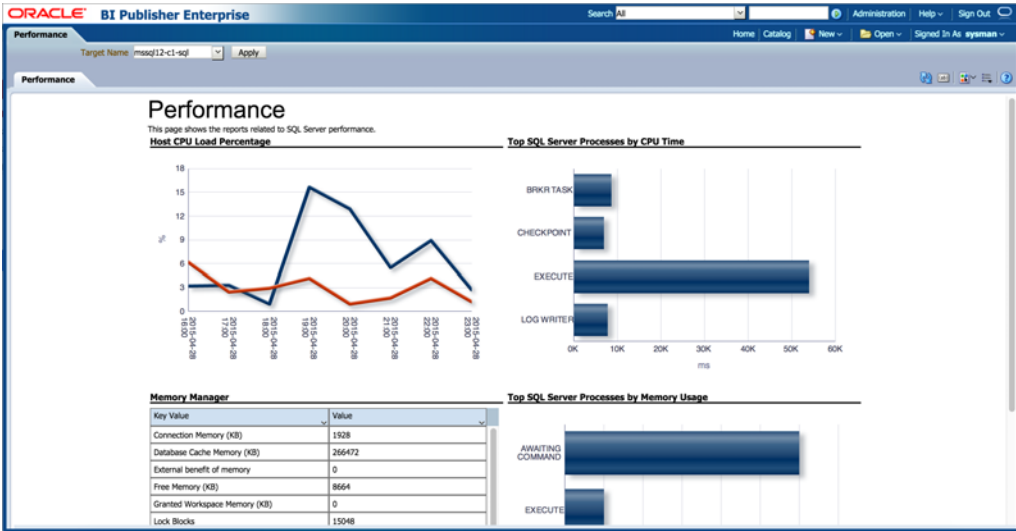 ORACLE BI Publisher Enterprise Search All Administration Help Sign Out
Performance Home Catalog New Open Signed In As sysman
Target Name mssql12-c1-sql Apply
Performance
Performance
This page shows the reports related to SQL Server performance.
Host CPU Load Percentage
18
15
12
9
6
3
0
%
2015-04-28 16:00
2015-04-28 17:00
2015-04-28 18:00
2015-04-28 19:00
2015-04-28 20:00
2015-04-28 21:00
2015-04-28 22:00
2015-04-28 23:00
Top SQL Server Processes by CPU Time
BRKR TASK
CHECKPOINT
EXECUTE
LOG WRITER
0K 10K 20K 30K 40K 50K 60K
ms
Memory Manager
Key Value Value
Connection Memory (KB) 1928
Database Cache Memory (KB) 266472
External benefit of memory 0
Free Memory (KB) 8664
Granted Workspace Memory (KB) 0
Lock Blocks 15048
Top SQL Server Processes by Memory Usage
AWAITING
COMMAND
EXECUTE